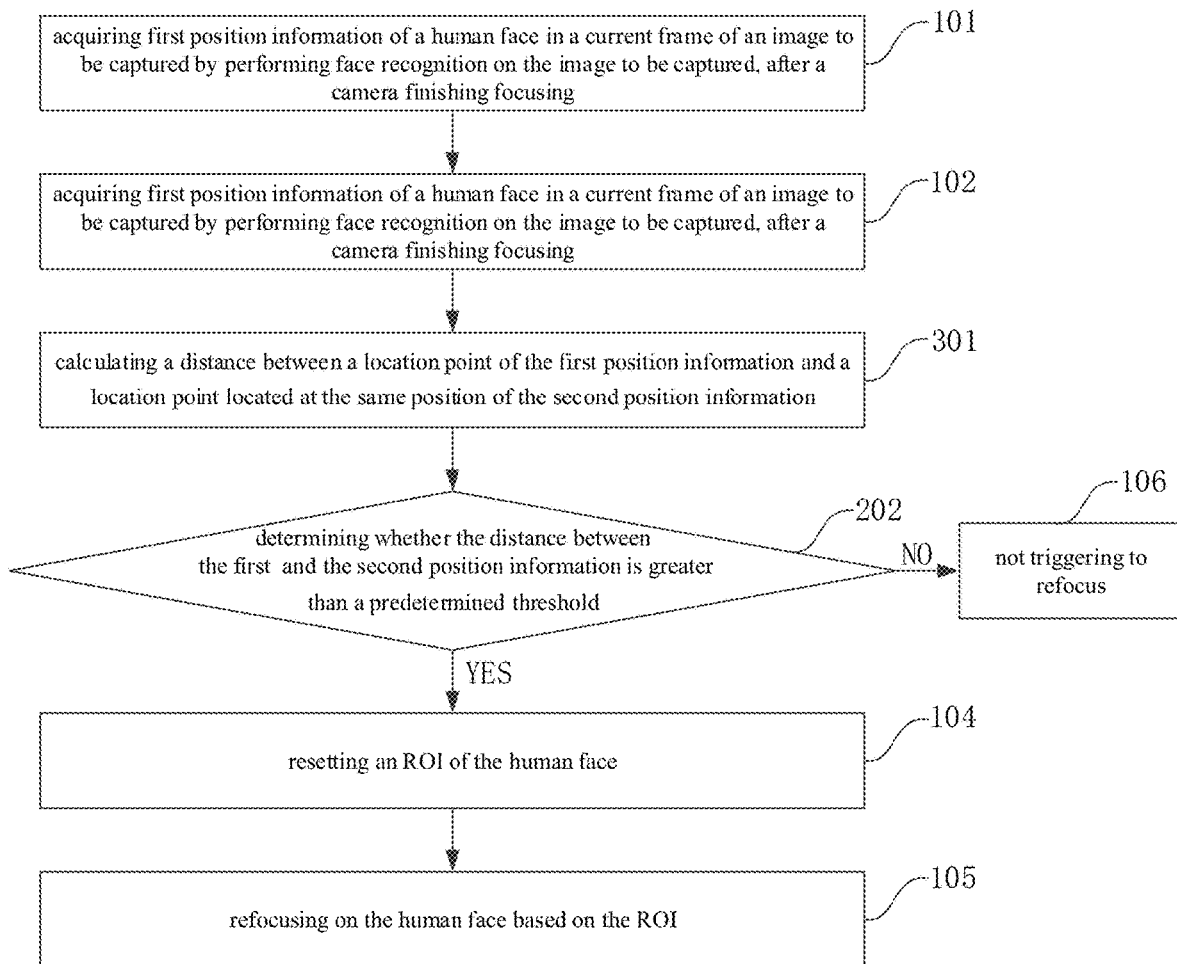 acquiring first position information of a human face in a current frame of an image to
be captured by performing face recognition on the image to be captured, after a
camera finishing focusing
101
acquiring first position information of a human face in a current frame of an image to
be captured by performing face recognition on the image to be captured, after a
camera finishing focusing
102
calculating a distance between a location point of the first position information and a
location point located at the same position of the second position information
301
determining whether the distance between
the first and the second position information is greater
than a predetermined threshold
202
NO
106
not triggering to
refocus
YES
104
resetting an ROI of the human face
105
refocusing on the human face based on the ROI